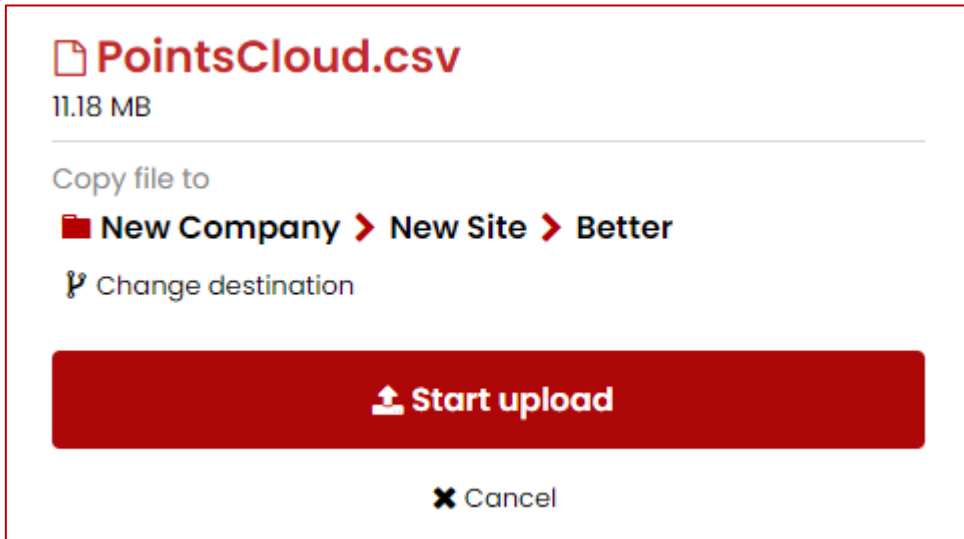 PointsCloud.csv
11.18 MB
Copy file to
New Company > New Site > Better
Change destination
Start upload
Cancel